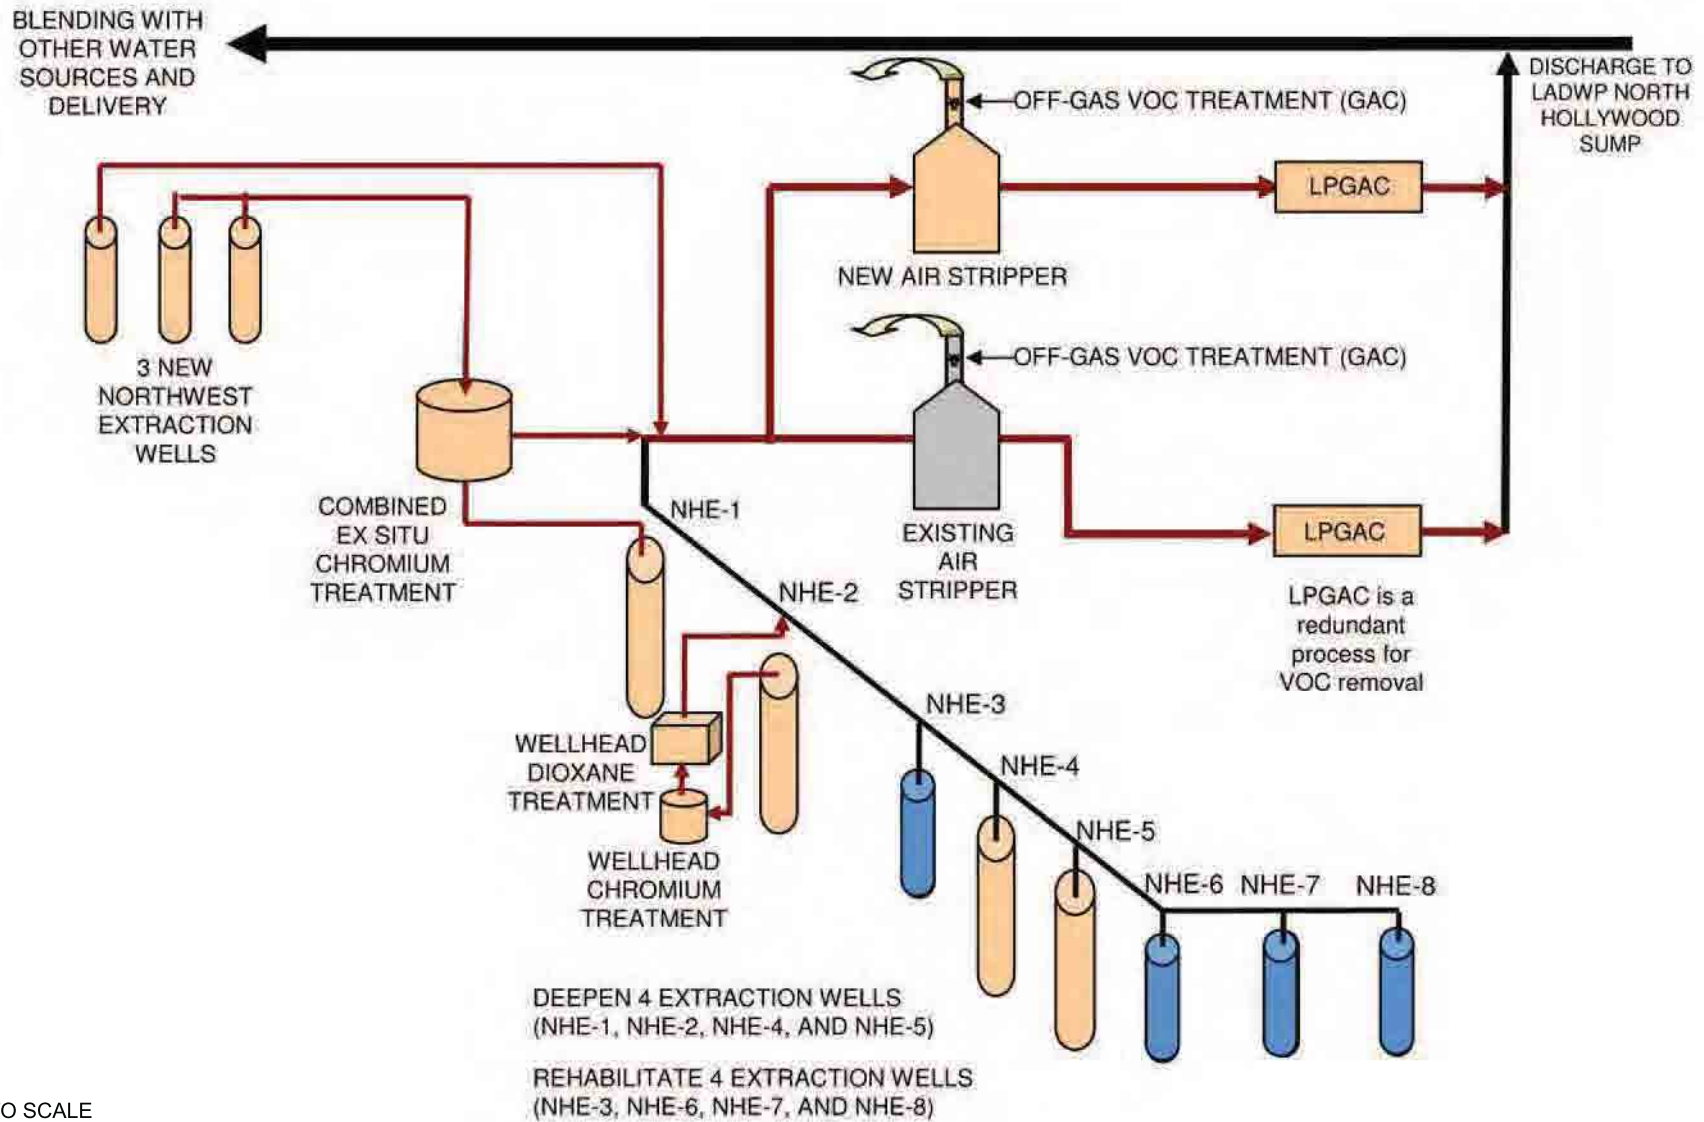 BLENDING WITH
OTHER WATER
SOURCES AND
DELIVERY
DISCHARGE TO
LADWP NORTH
HOLLYWOOD
SUMP
OFF-GAS VOC TREATMENT (GAC)
LPGAC
NEW AIR STRIPPER
OFF-GAS VOC TREATMENT (GAC)
3 NEW
NORTHWEST
EXTRACTION
WELLS
COMBINED
EX SITU
CHROMIUM
TREATMENT
NHE-1
EXISTING
AIR
STRIPPER
LPGAC
LPGAC is a
redundant
process for
VOC removal
NHE-2
NHE-3
WELLHEAD
DIOXANE
TREATMENT
NHE-4
NHE-5
WELLHEAD
CHROMIUM
TREATMENT
NHE-6
NHE-7
NHE-8
DEEPEN 4 EXTRACTION WELLS
(NHE-1, NHE-2, NHE-4, AND NHE-5)
REHABILITATE 4 EXTRACTION WELLS
(NHE-3, NHE-6, NHE-7, AND NHE-8)
O SCALE